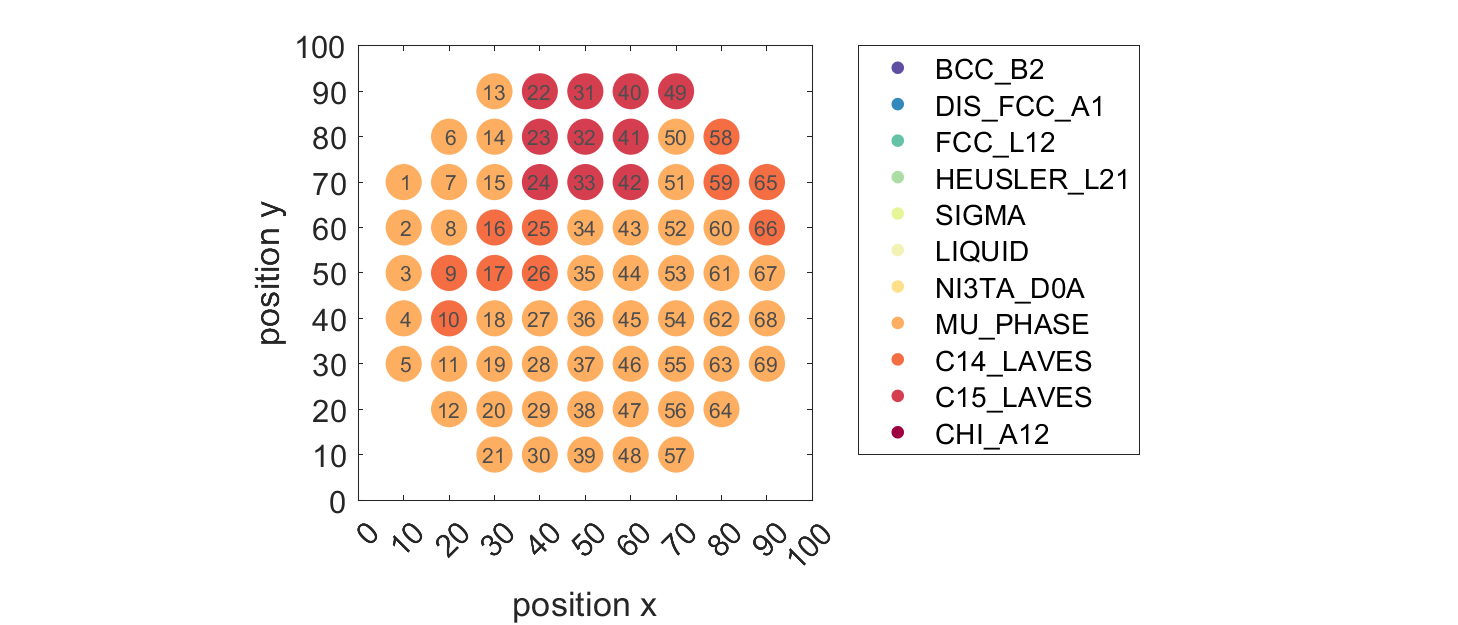 100
90
80
70
60
50
40
30
20
10
0
position y
13 22 31 40 49
6 14 23 32 41 50 58
1 7 15 24 33 42 51 59 65
2 8 16 25 34 43 52 60 66
3 9 17 26 35 44 53 61 67
4 10 18 27 36 45 54 62 68
5 11 19 28 37 46 55 63 69
12 20 29 38 47 56 64
21 30 39 48 57
0 10 20 30 40 50 60 70 80 90 100
position x
BCC_B2
DIS_FCC_A1
FCC_L12
HEUSLER_L21
SIGMA
LIQUID
NI3TA_D0A
MU_PHASE
C14_LAVES
C15_LAVES
CHI_A12